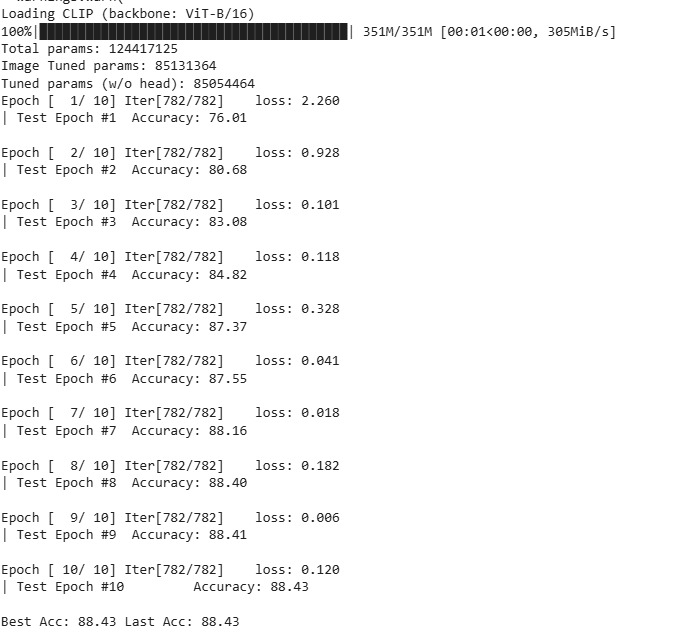 Loading CLIP (backbone: ViT-B/16)
100%|████████████████████████████████████████| 351M/351M [00:01<00:00, 305MiB/s]
Total params: 124417125
Image Tuned params: 85131364
Tuned params (w/o head): 85054464
Epoch [  1/ 10] Iter[782/782]    loss: 2.260
| Test Epoch #1  Accuracy: 76.01
Epoch [  2/ 10] Iter[782/782]    loss: 0.928
| Test Epoch #2  Accuracy: 80.68
Epoch [  3/ 10] Iter[782/782]    loss: 0.101
| Test Epoch #3  Accuracy: 83.08
Epoch [  4/ 10] Iter[782/782]    loss: 0.118
| Test Epoch #4  Accuracy: 84.82
Epoch [  5/ 10] Iter[782/782]    loss: 0.328
| Test Epoch #5  Accuracy: 87.37
Epoch [  6/ 10] Iter[782/782]    loss: 0.041
| Test Epoch #6  Accuracy: 87.55
Epoch [  7/ 10] Iter[782/782]    loss: 0.018
| Test Epoch #7  Accuracy: 88.16
Epoch [  8/ 10] Iter[782/782]    loss: 0.182
| Test Epoch #8  Accuracy: 88.40
Epoch [  9/ 10] Iter[782/782]    loss: 0.006
| Test Epoch #9  Accuracy: 88.41
Epoch [ 10/ 10] Iter[782/782]    loss: 0.120
| Test Epoch #10         Accuracy: 88.43
Best Acc: 88.43 Last Acc: 88.43